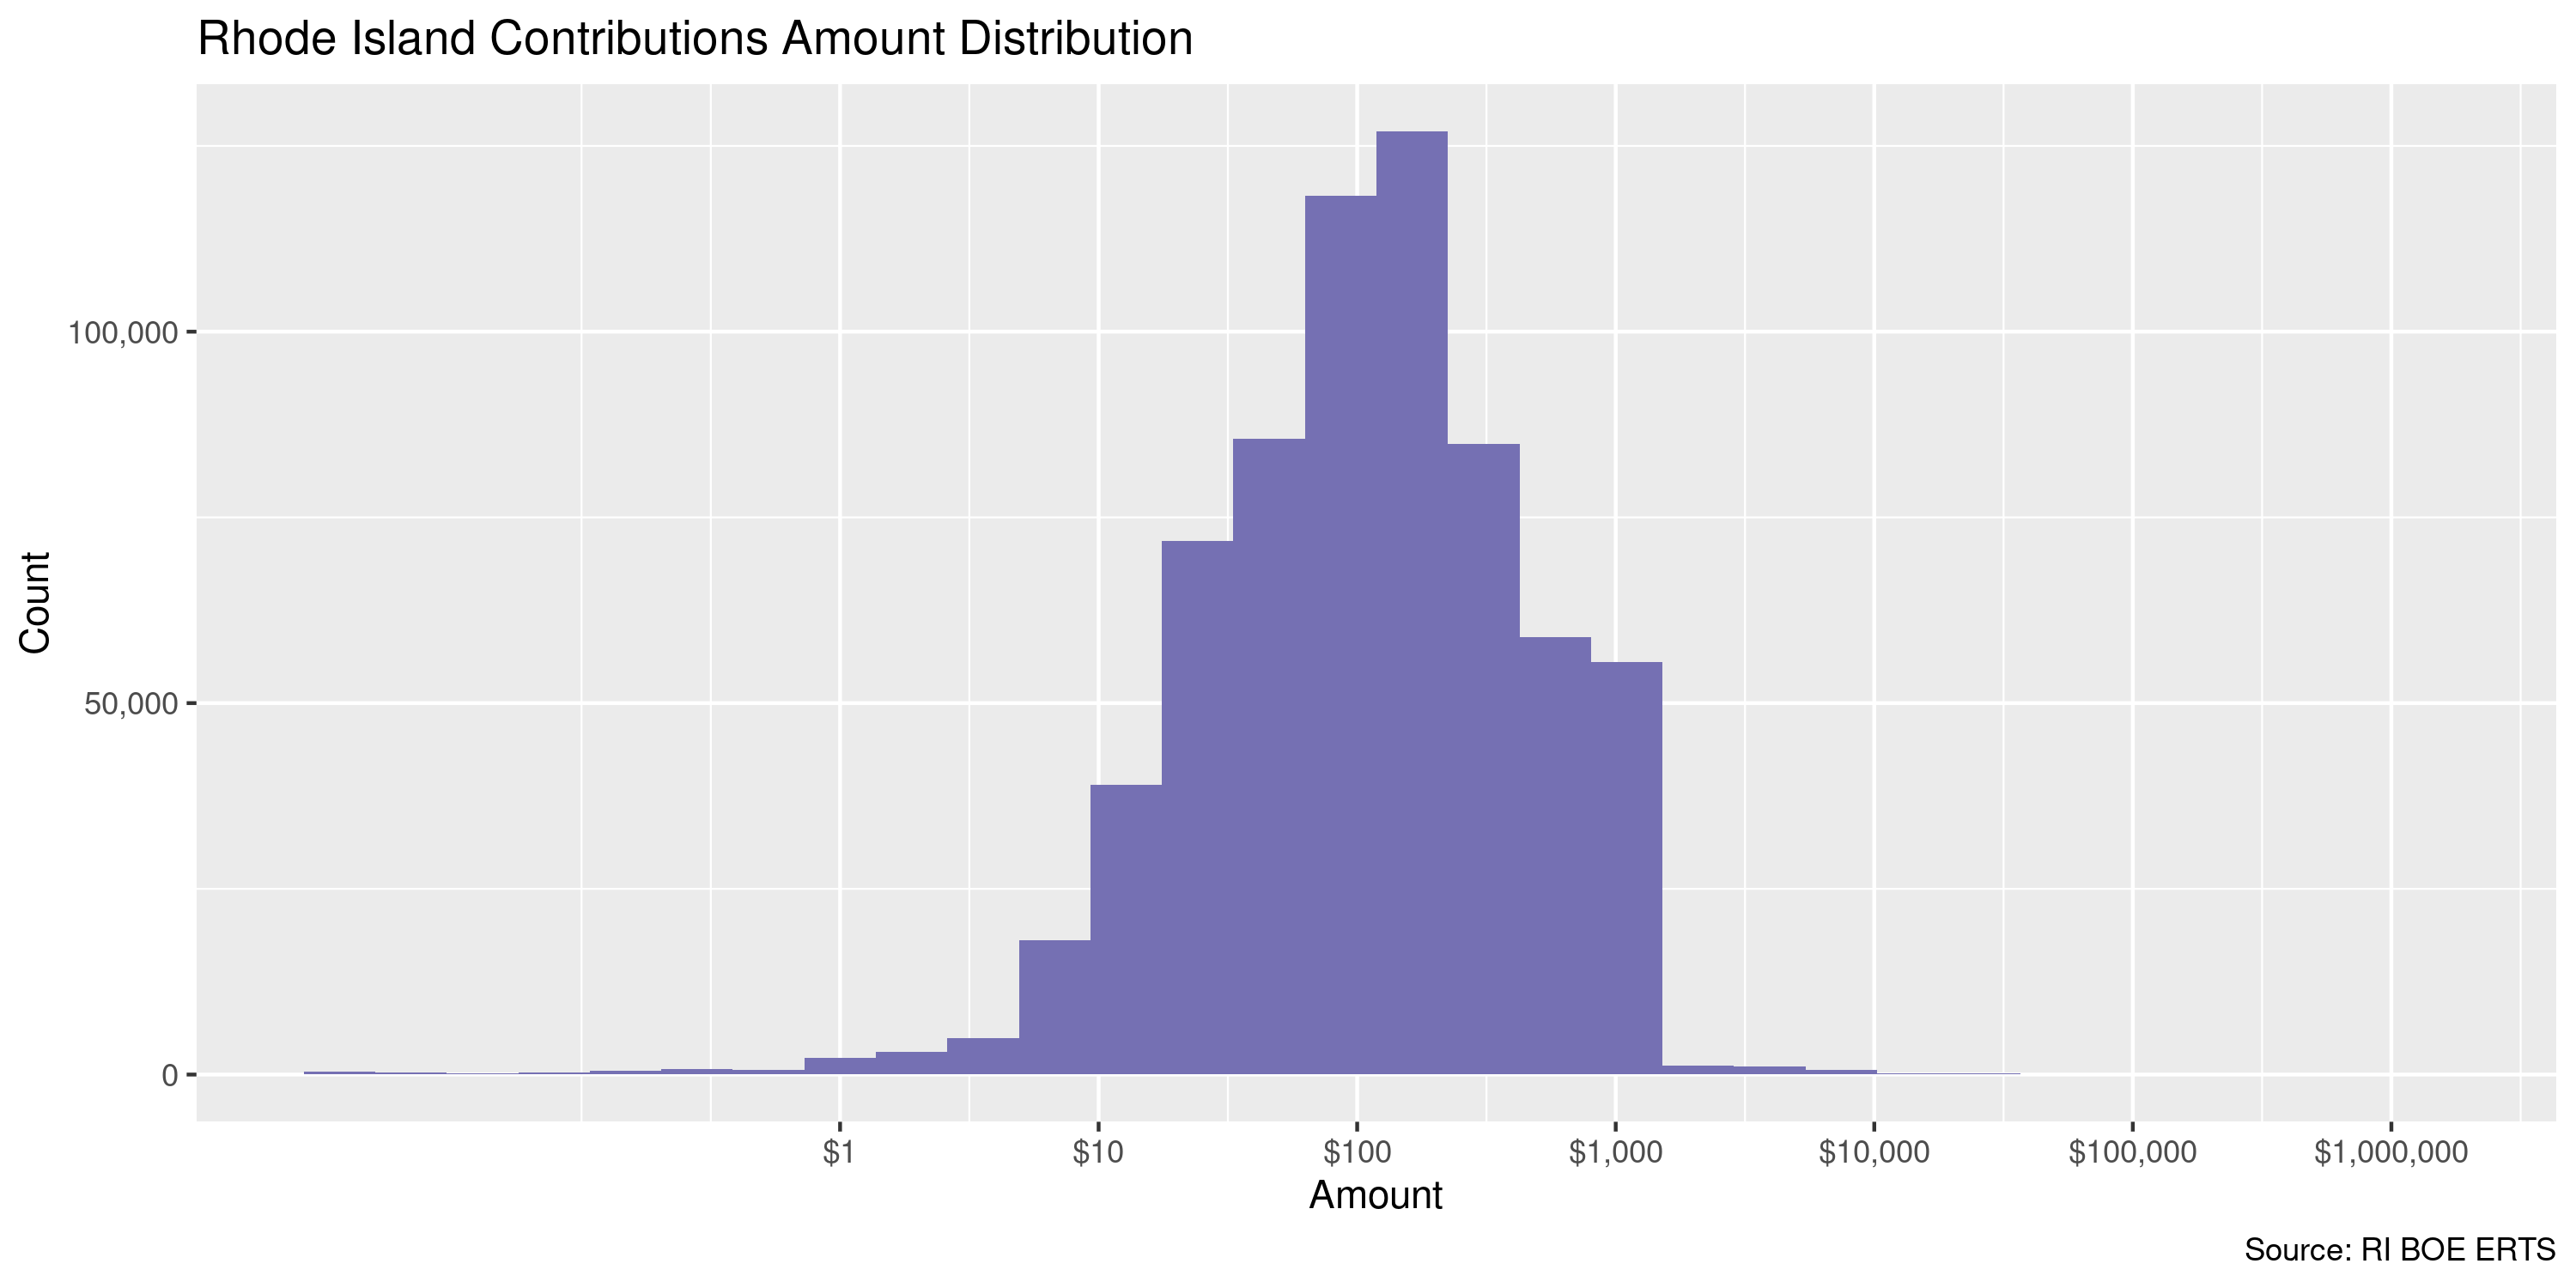 Rhode Island Contributions Amount Distribution
Count
100,000
50,000
0
$1 $10 $100 $1,000 $10,000 $100,000 $1,000,000
Amount
Source: RI BOE ERTS